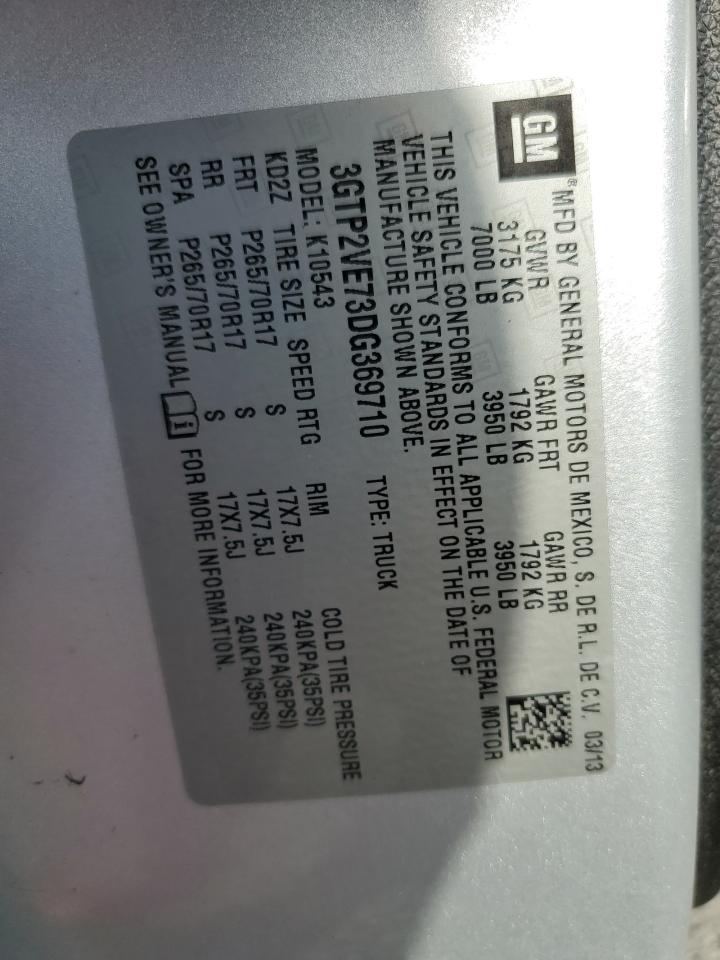 GM
®MFD BY GENERAL MOTORS DE MEXICO, S. DE R.L. DE C.V. 03/13
GVWR GAWR FRT GAWR RR
3175 KG 1792 KG 1792 KG
7000 LB 3950 LB 3950 LB
THIS VEHICLE CONFORMS TO ALL APPLICABLE U.S. FEDERAL MOTOR
VEHICLE SAFETY STANDARDS IN EFFECT ON THE DATE OF
MANUFACTURE SHOWN ABOVE.
3GTP2VE73DG369710 TYPE: TRUCK
MODEL: K10543 COLD TIRE PRESSURE
KD2Z TIRE SIZE SPEED RTG RIM
FRT P265/70R17 S 17X7.5J 240KPA(35PSI)
RR P265/70R17 S 17X7.5J 240KPA(35PSI)
SPA P265/70R17 S 17X7.5J 240KPA(35PSI)
SEE OWNER'S MANUAL i FOR MORE INFORMATION.